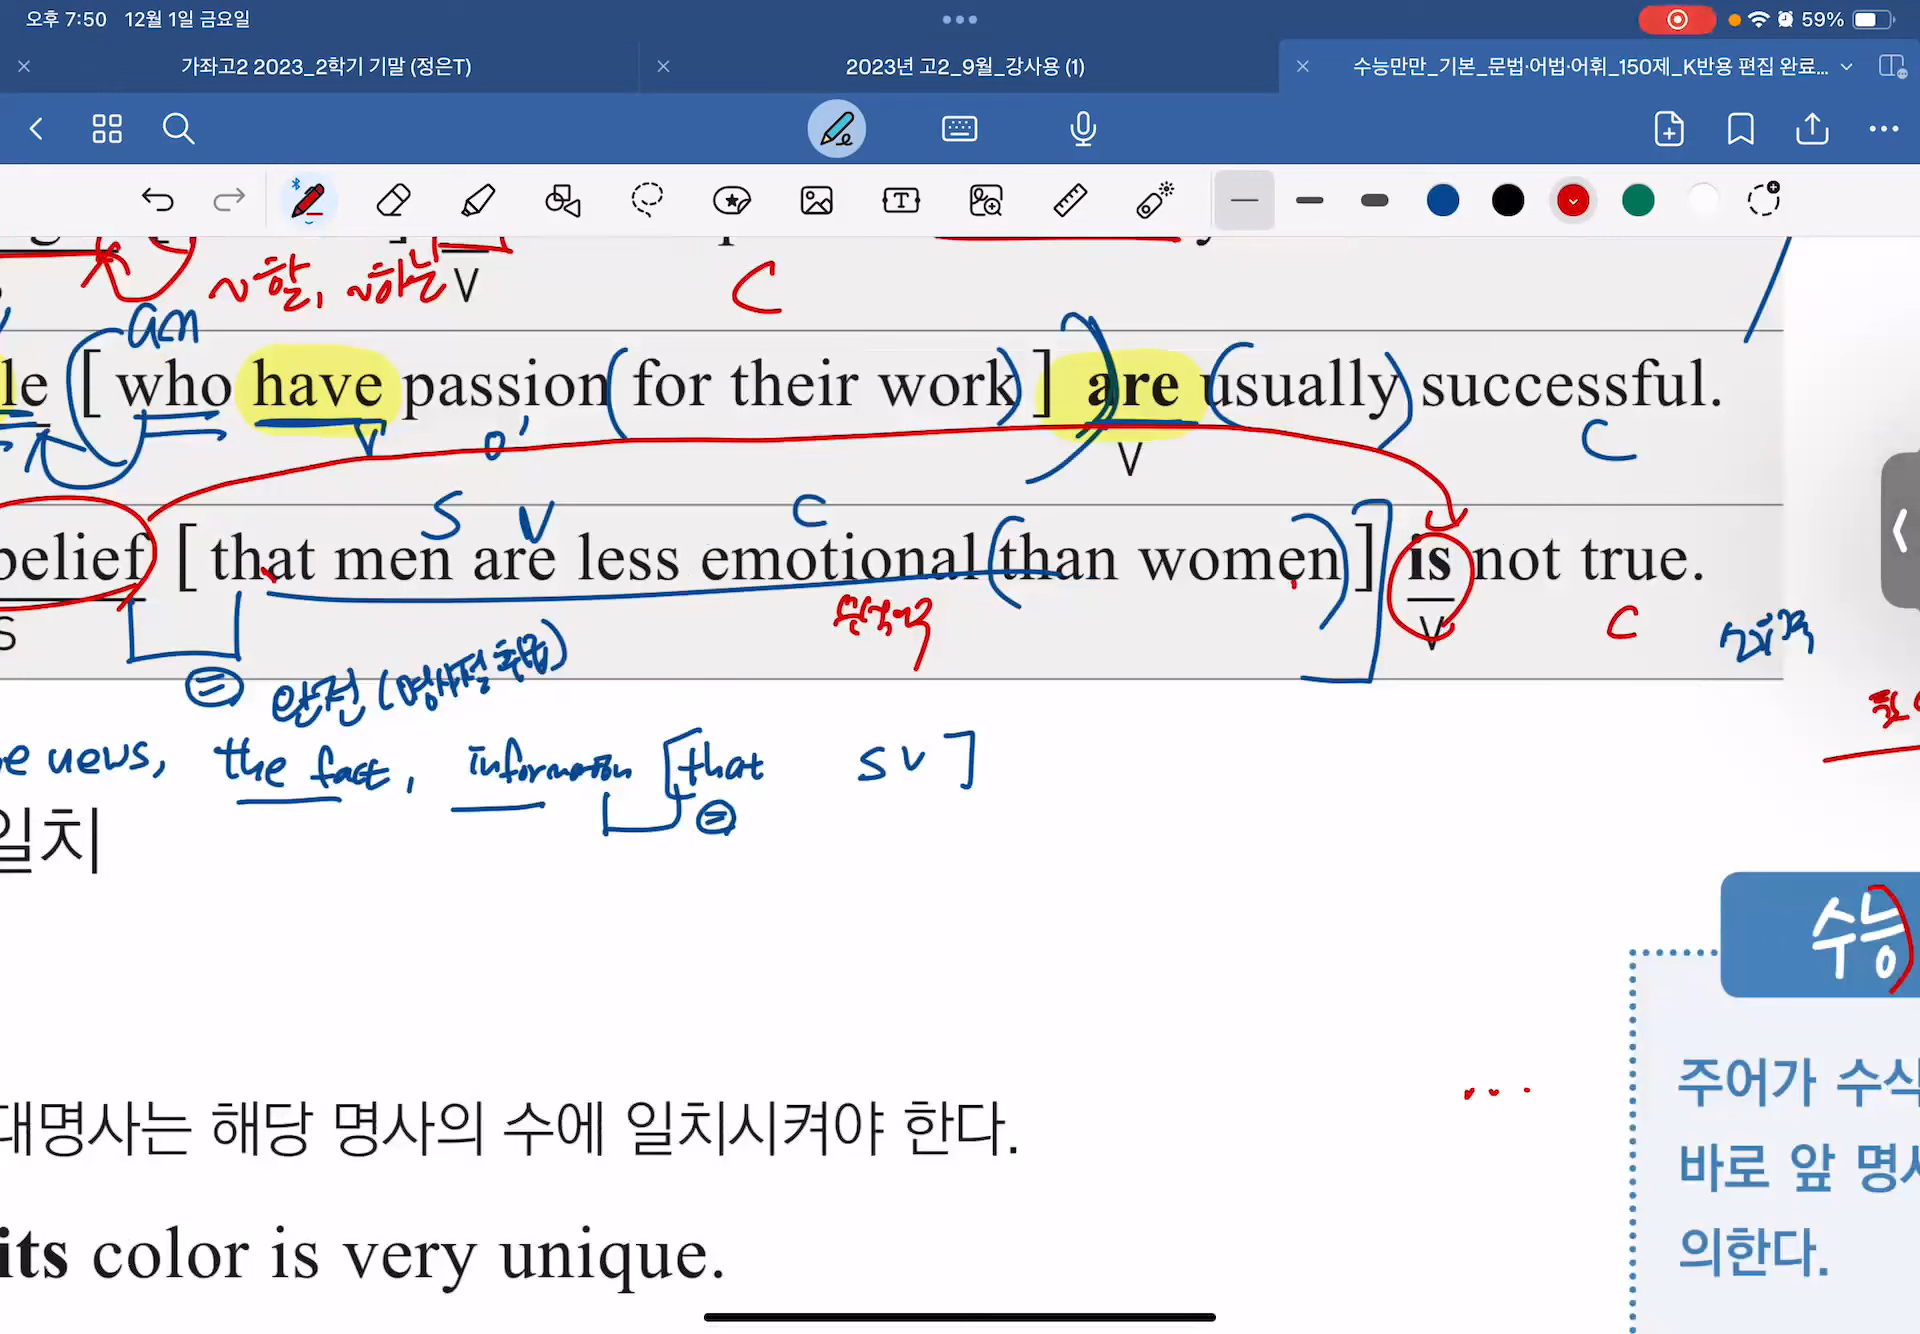 오후 7:50 12월 1일 금요일 59%
가좌고2 2023_2학기 기말 (정은T) 2023년 고2_9월_강사용 (1) 수능만만_기본_문법·어법·어휘_150제_K반용 편집 완료...
~할, ~하는 V C
le [ who have passion (for their work) ] are (usually) successful.
V' o' V C
S V C
belief [ that men are less emotional (than women) ] is not true.
S V C
완전 (명사절 취급)
e news, the fact, information [that S V]
일치
수능
대명사는 해당 명사의 수에 일치시켜야 한다.
주어가 수식
바로 앞 명사
의한다.
its color is very unique.